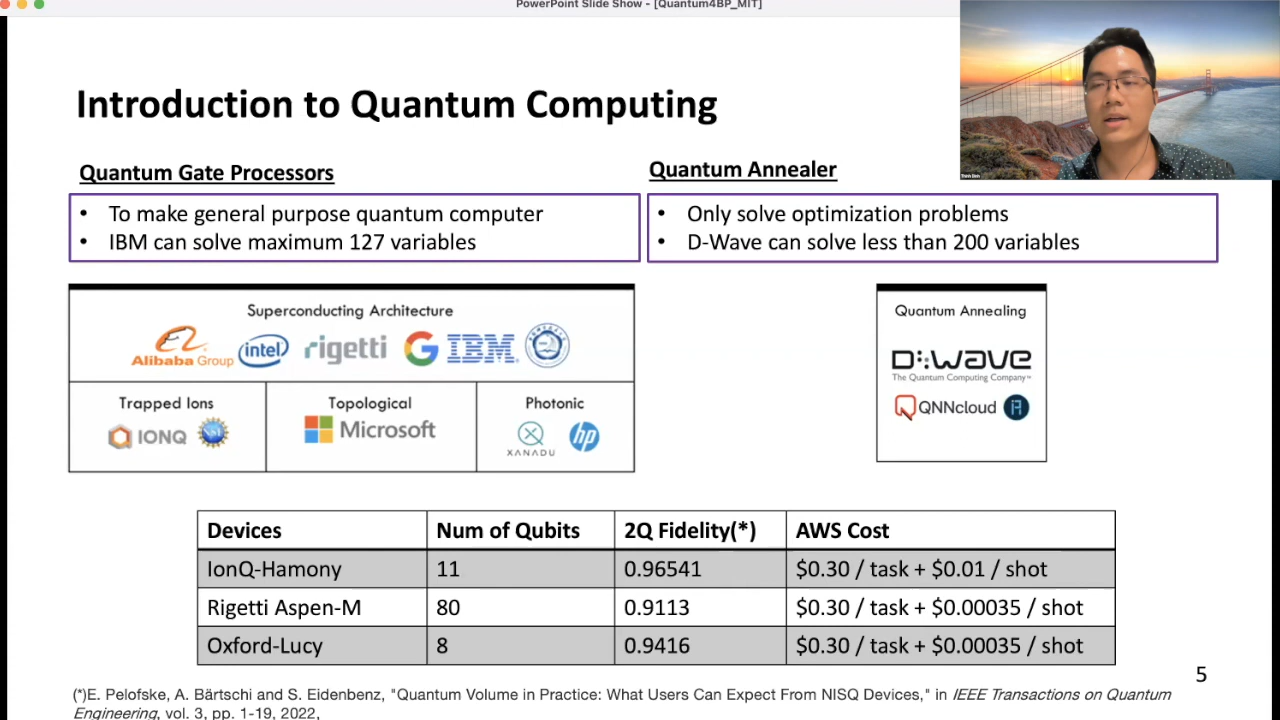 PowerPoint Slide Show - [Quantum4BP_MIT]
Introduction to Quantum Computing
Quantum Gate Processors
• To make general purpose quantum computer
• IBM can solve maximum 127 variables
Quantum Annealer
• Only solve optimization problems
• D-Wave can solve less than 200 variables
Superconducting Architecture
Alibaba Group intel rigetti G IBM
Trapped Ions
IONQ
Topological
Microsoft
Photonic
XANADU hp
Quantum Annealing
D:wave
The Quantum Computing Company™
QNNcloud
Devices Num of Qubits 2Q Fidelity(*) AWS Cost
IonQ-Hamony 11 0.96541 $0.30 / task + $0.01 / shot
Rigetti Aspen-M 80 0.9113 $0.30 / task + $0.00035 / shot
Oxford-Lucy 8 0.9416 $0.30 / task + $0.00035 / shot
5
(*)E. Pelofske, A. Bärtschi and S. Eidenbenz, "Quantum Volume in Practice: What Users Can Expect From NISQ Devices," in IEEE Transactions on Quantum
Engineering, vol. 3, pp. 1-19, 2022,